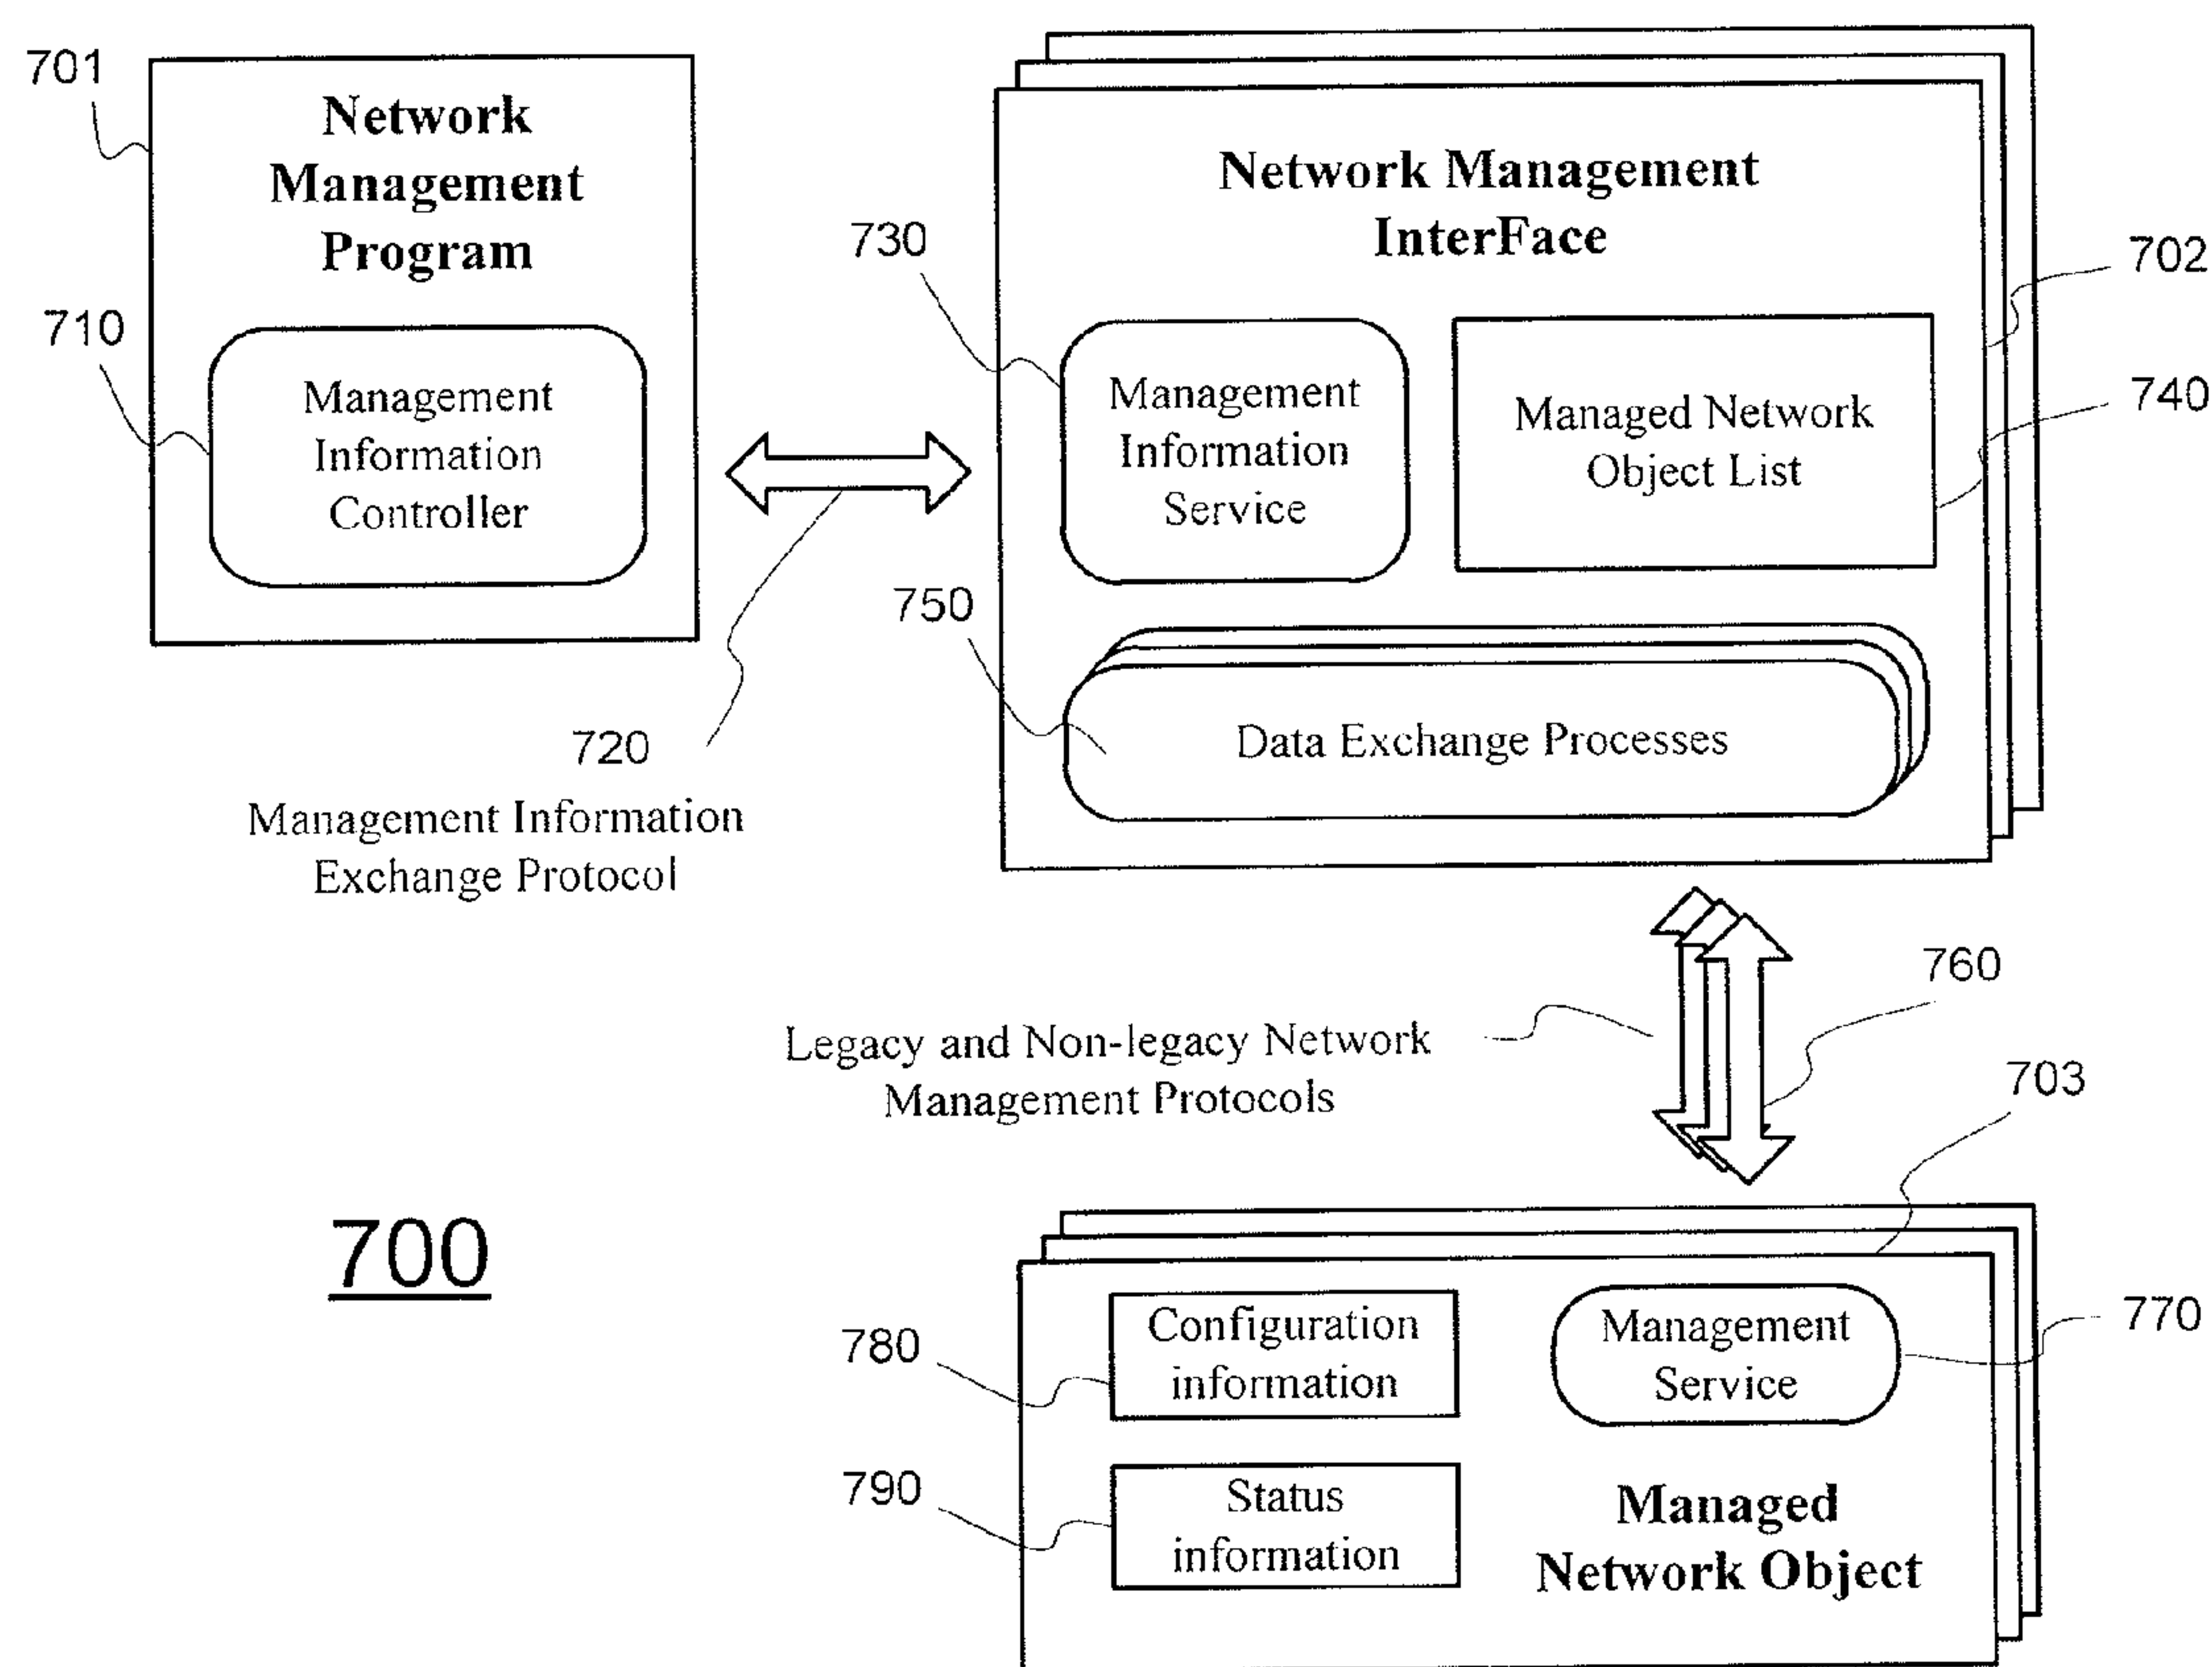 701
Network
Management
Program
710
Management
Information
Controller
720
Management Information
Exchange Protocol
Network Management
InterFace
702
730
Management
Information
Service
740
Managed Network
Object List
750
Data Exchange Processes
Legacy and Non-legacy Network
Management Protocols
760
703
700
780
Configuration
information
770
Management
Service
790
Status
information
Managed
Network Object